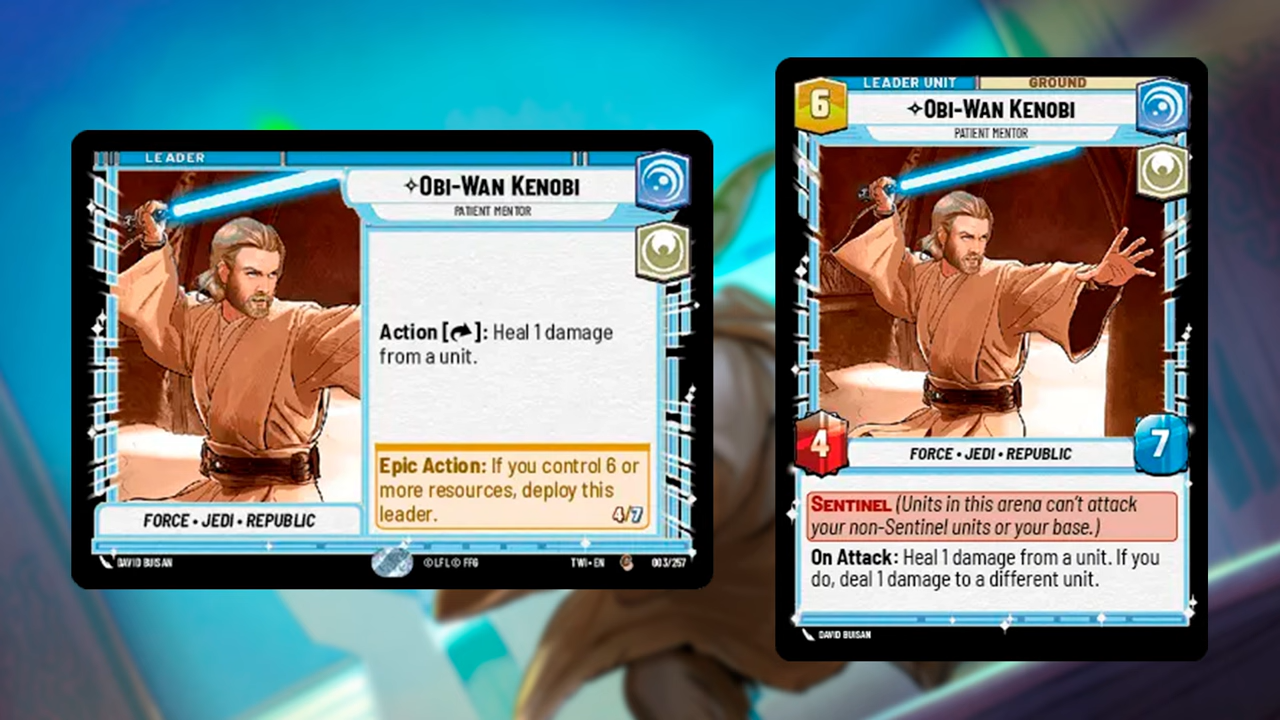 LEADER
✧OBI-WAN KENOBI
PATIENT MENTOR
Action [⮫]: Heal 1 damage
from a unit.
Epic Action: If you control 6 or
more resources, deploy this
leader.
4/7
FORCE • JEDI • REPUBLIC
DAVID BUISAN
©LFL © FFG
TWI • EN
003/257
6
LEADER UNIT
GROUND
✧OBI-WAN KENOBI
PATIENT MENTOR
4
7
FORCE • JEDI • REPUBLIC
SENTINEL (Units in this arena can't attack
your non-Sentinel units or your base.)
On Attack: Heal 1 damage from a unit. If you
do, deal 1 damage to a different unit.
DAVID BUISAN